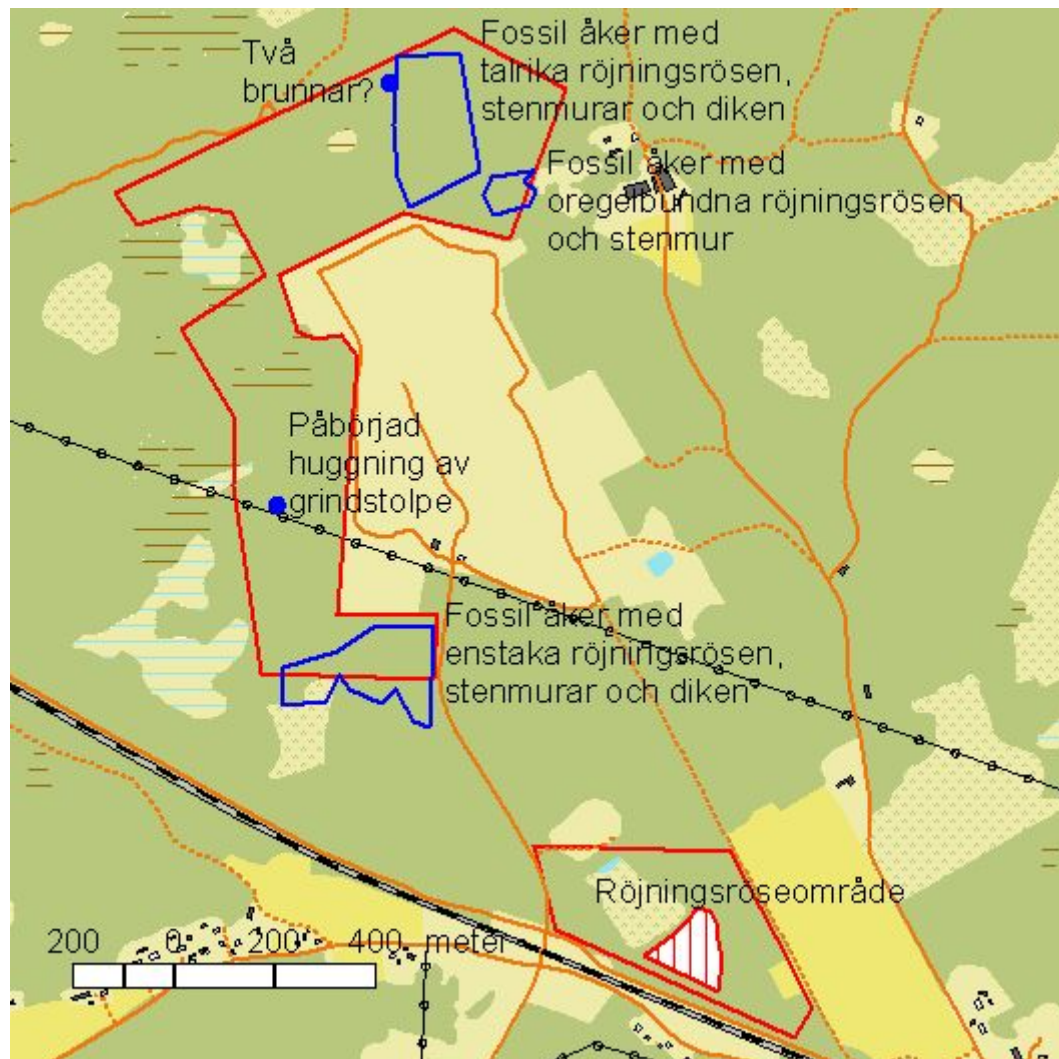 Två
brunnar?
Fossil åker med
talrika röjningsrösen,
stenmurar och diken
Fossil åker med
oregelbundna röjningsrösen
och stenmur
Påbörjad
huggning av
grindstolpe
Fossil åker med
enstaka röjningsrösen,
stenmurar och diken
Röjningsröseområde
200 0 200 400 meter